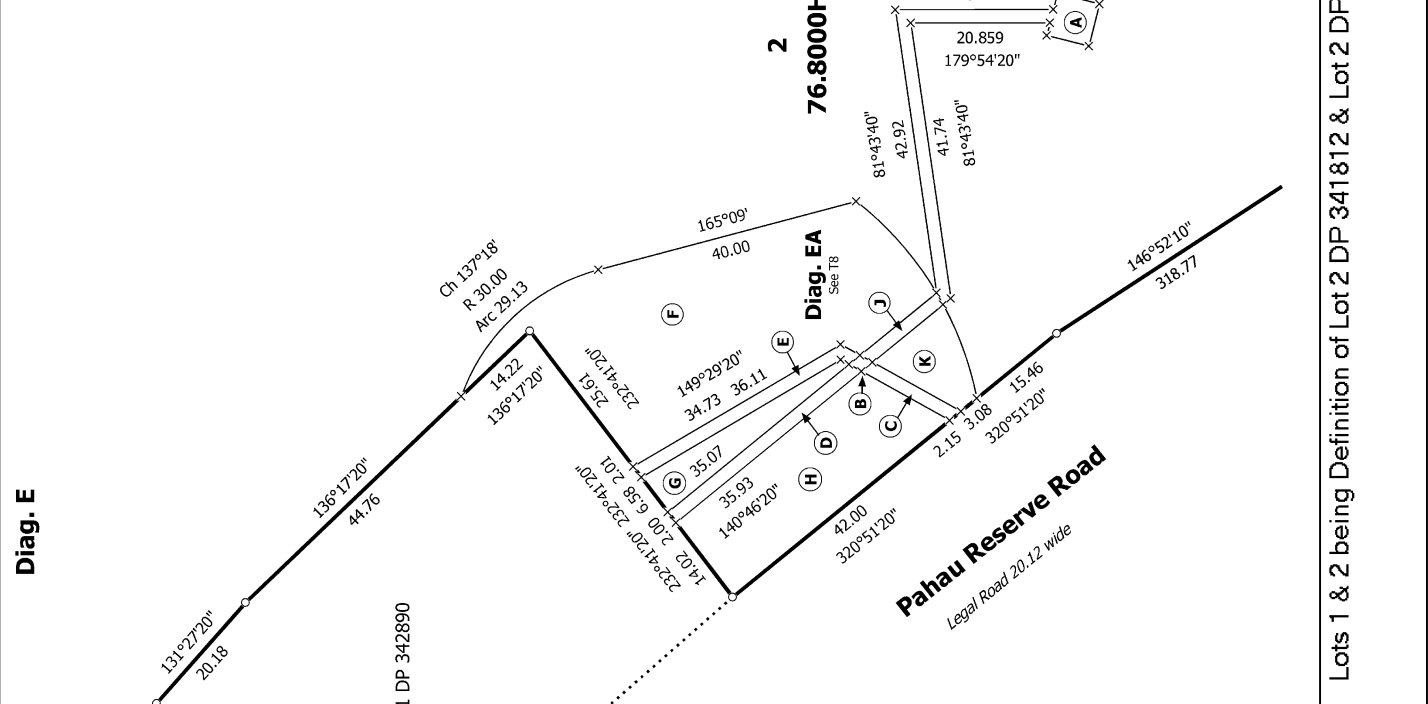 Diag. E
131°27'20"
20.18
1 DP 342890
136°17'20"
44.76
Ch 137°18'
R 30.00
Arc 29.13
14.22
136°17'20"
25.61
232°41'20"
165°09'
40.00
F
Diag. EA
See T8
E
J
149°29'20"
34.73 36.11
K
B
C
D
G
35.07
H
35.93
140°46'20"
2.01
232°41'20"
6.58
232°41'20"
2.00
14.02
232°41'20"
42.00
320°51'20"
2.15
3.08
15.46
320°51'20"
146°52'10"
318.77
Pahau Reserve Road
Legal Road 20.12 wide
2
76.8000H
81°43'40"
42.92
41.74
81°43'40"
20.859
179°54'20"
A
Lots 1 & 2 being Definition of Lot 2 DP 341812 & Lot 2 DP